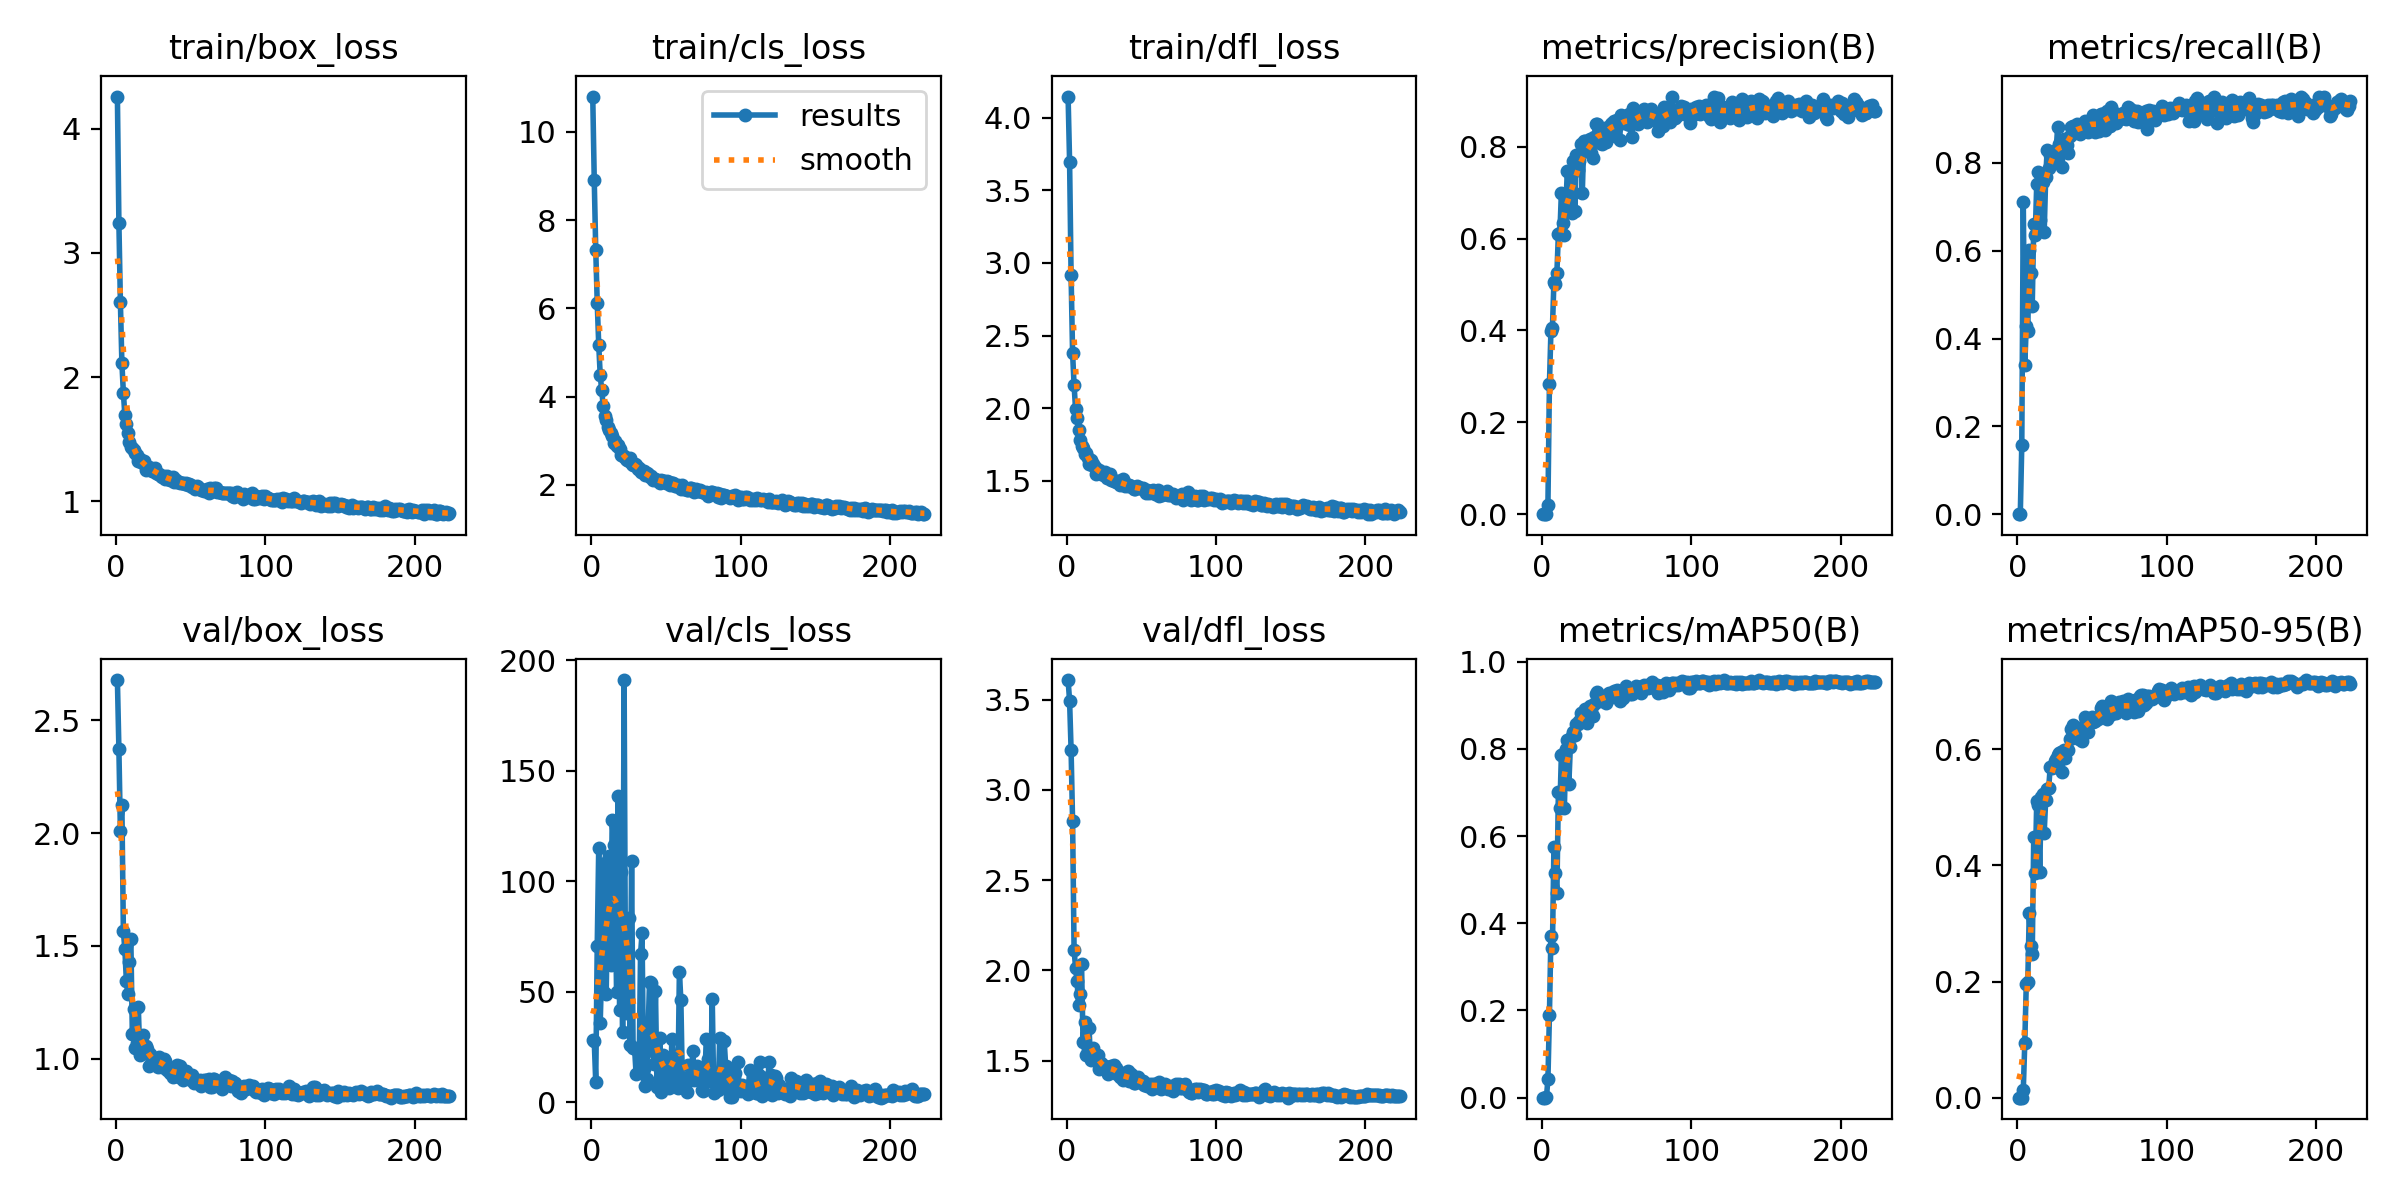 train/box_loss
4
3
2
1
0 100 200
train/cls_loss
results
smooth
10
8
6
4
2
0 100 200
train/dfl_loss
4.0
3.5
3.0
2.5
2.0
1.5
0 100 200
metrics/precision(B)
0.8
0.6
0.4
0.2
0.0
0 100 200
metrics/recall(B)
0.8
0.6
0.4
0.2
0.0
0 100 200
val/box_loss
2.5
2.0
1.5
1.0
0 100 200
val/cls_loss
200
150
100
50
0
0 100 200
val/dfl_loss
3.5
3.0
2.5
2.0
1.5
0 100 200
metrics/mAP50(B)
1.0
0.8
0.6
0.4
0.2
0.0
0 100 200
metrics/mAP50-95(B)
0.6
0.4
0.2
0.0
0 100 200